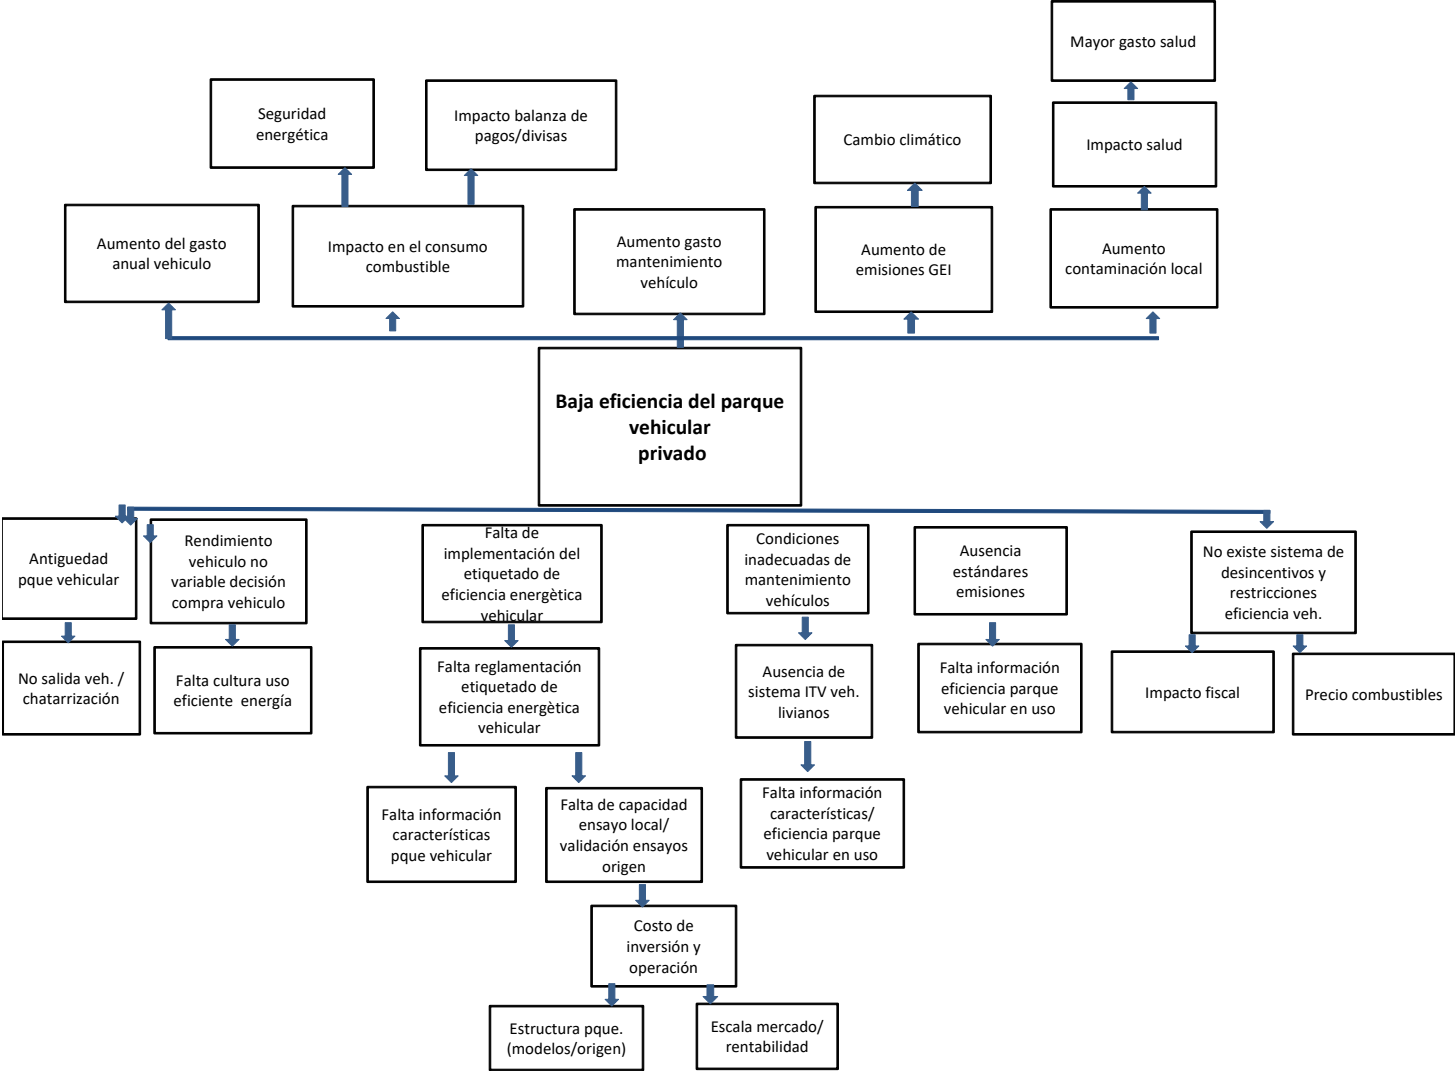 Mayor gasto salud
Seguridad
energética
Impacto balanza de
pagos/divisas
Cambio climático
Impacto salud
Aumento del gasto
anual vehiculo
Impacto en el consumo
combustible
Aumento gasto
mantenimiento
vehículo
Aumento de
emisiones GEI
Aumento
contaminación local
Baja eficiencia del parque
vehicular
privado
Antiguedad
pque vehicular
Rendimiento
vehiculo no
variable decisión
compra vehiculo
Falta de
implementación del
etiquetado de
eficiencia energètica
vehicular
Condiciones
inadecuadas de
mantenimiento
vehículos
Ausencia
estándares
emisiones
No existe sistema de
desincentivos y
restricciones
eficiencia veh.
No salida veh. /
chatarrización
Falta cultura uso
eficiente  energía
Falta reglamentación
etiquetado de
eficiencia energètica
vehicular
Ausencia de
sistema ITV veh.
livianos
Falta información
eficiencia parque
vehicular en uso
Impacto fiscal
Precio combustibles
Falta información
características
pque vehicular
Falta de capacidad
ensayo local/
validación ensayos
origen
Falta información
características/
eficiencia parque
vehicular en uso
Costo de
inversión y
operación
Estructura pque.
(modelos/origen)
Escala mercado/
rentabilidad